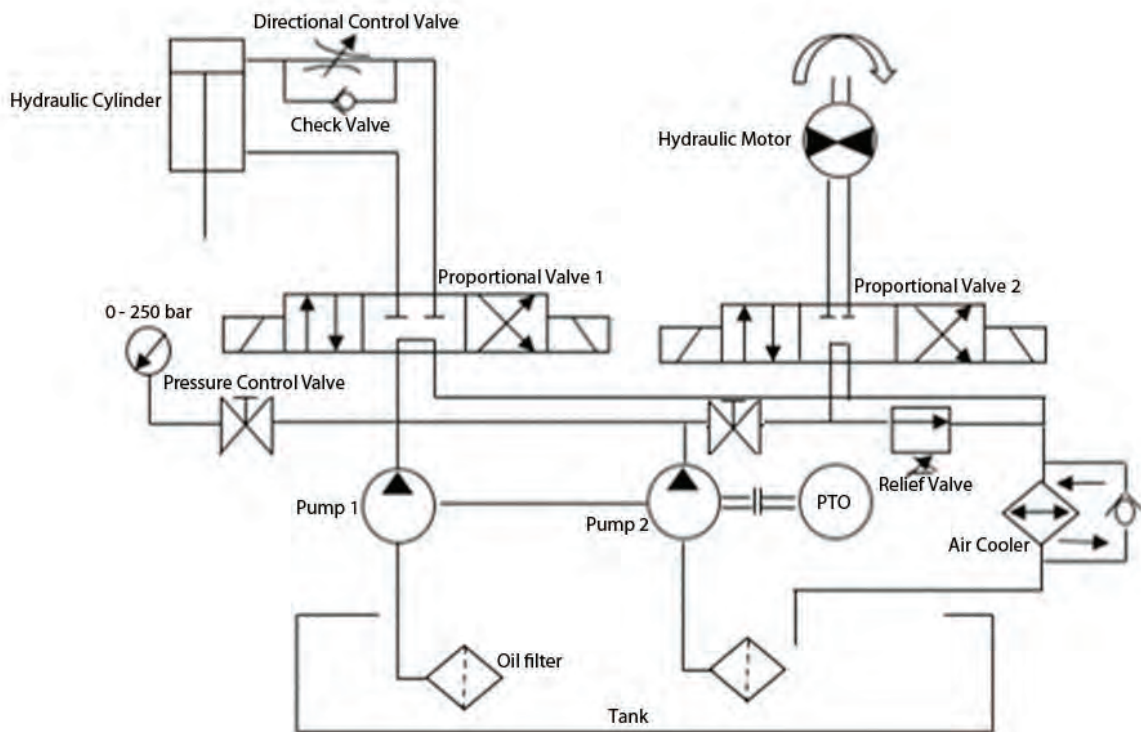 Directional Control Valve
Hydraulic Cylinder
Check Valve
Hydraulic Motor
Proportional Valve 1
Proportional Valve 2
0 - 250 bar
Pressure Control Valve
Pump 1
Pump 2
PTO
Relief Valve
Air Cooler
Oil filter
Tank